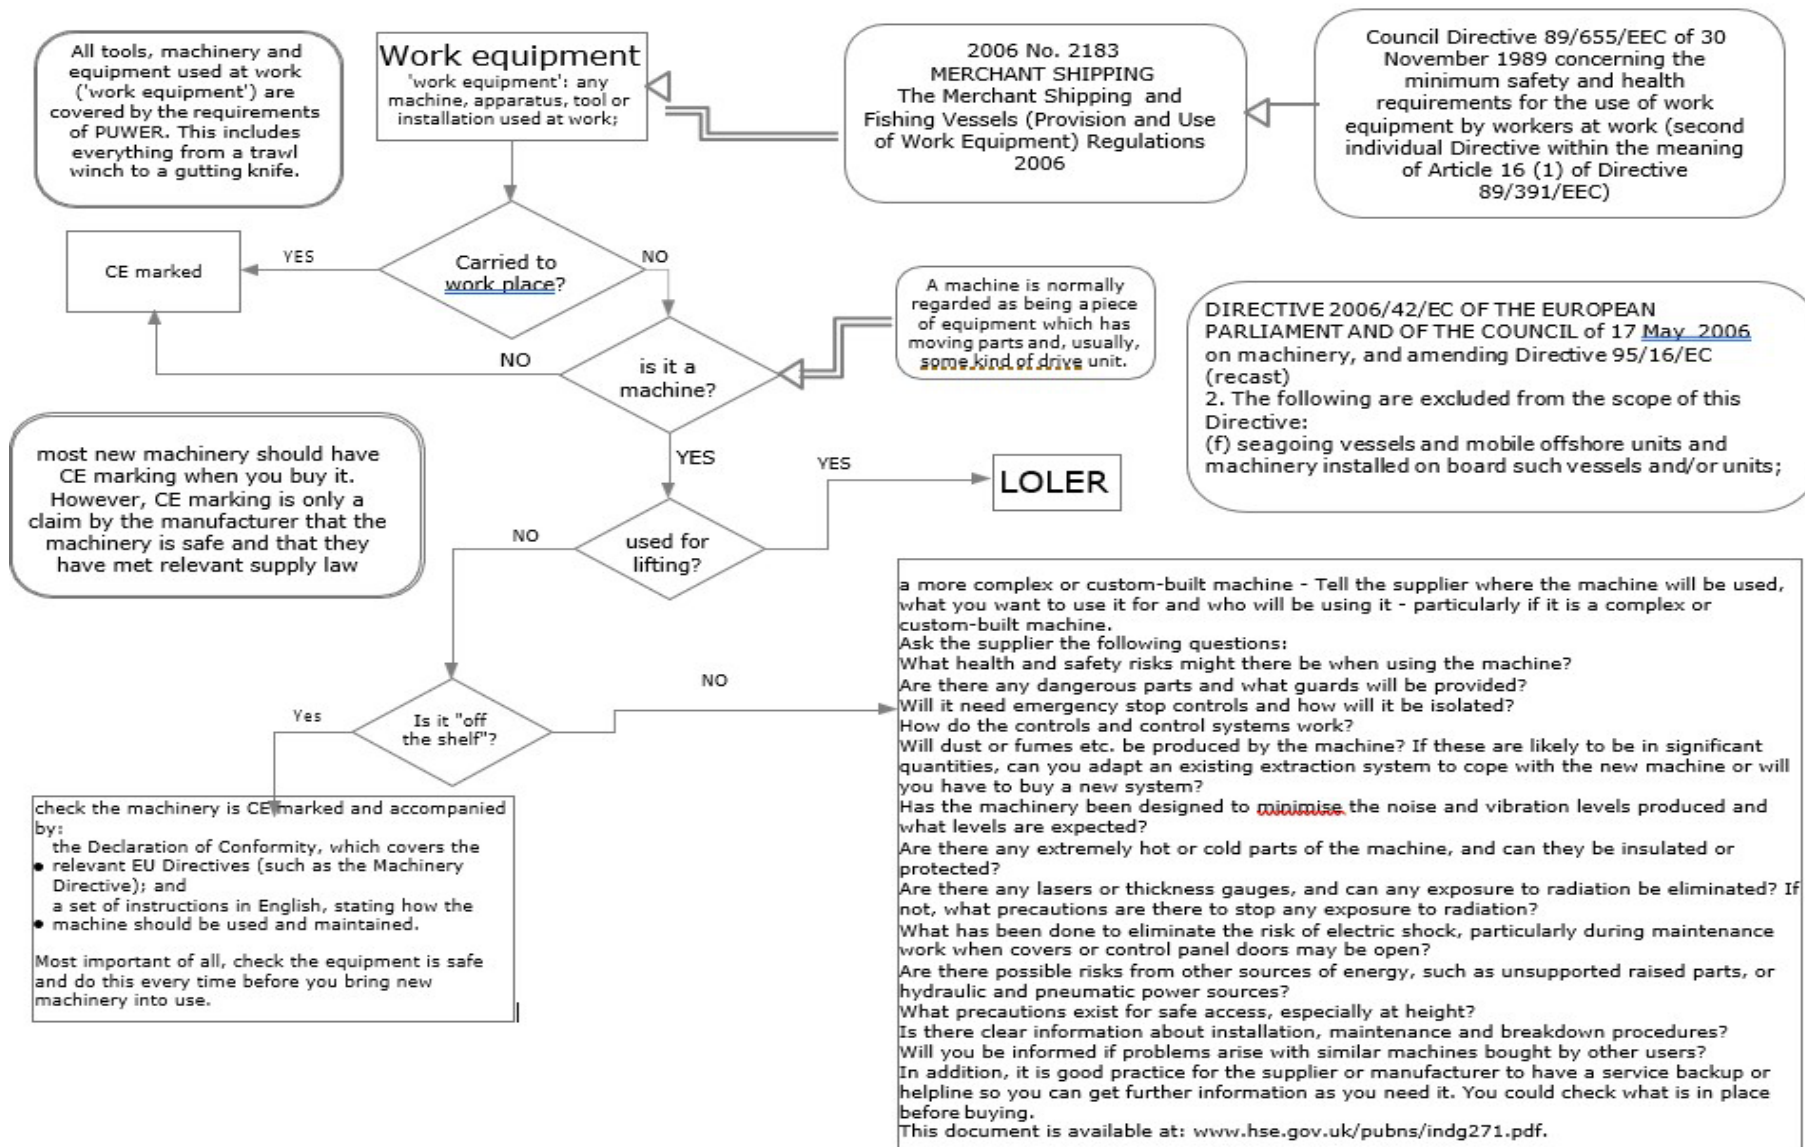 All tools, machinery and
equipment used at work
('work equipment') are
covered by the requirements
of PUWER. This includes
everything from a trawl
winch to a gutting knife.
Work equipment
'work equipment': any
machine, apparatus, tool or
installation used at work;
2006 No. 2183
MERCHANT SHIPPING
The Merchant Shipping and
Fishing Vessels (Provision and Use
of Work Equipment) Regulations
2006
Council Directive 89/655/EEC of 30
November 1989 concerning the
minimum safety and health
requirements for the use of work
equipment by workers at work (second
individual Directive within the meaning
of Article 16 (1) of Directive
89/391/EEC)
CE marked
YES
Carried to
work place?
NO
A machine is normally
regarded as being apiece
of equipment which has
moving parts and, usually,
some kind of drive unit.
DIRECTIVE 2006/42/EC OF THE EUROPEAN
PARLIAMENT AND OF THE COUNCIL of 17 May 2006
on machinery, and amending Directive 95/16/EC
(recast)
2. The following are excluded from the scope of this
Directive:
(f) seagoing vessels and mobile offshore units and
machinery installed on board such vessels and/or units;
NO
is it a
machine?
most new machinery should have
CE marking when you buy it.
However, CE marking is only a
claim by the manufacturer that the
machinery is safe and that they
have met relevant supply law
YES
YES
LOLER
NO
used for
lifting?
a more complex or custom-built machine - Tell the supplier where the machine will be used,
what you want to use it for and who will be using it - particularly if it is a complex or
custom-built machine.
Ask the supplier the following questions:
What health and safety risks might there be when using the machine?
Are there any dangerous parts and what guards will be provided?
Will it need emergency stop controls and how will it be isolated?
How do the controls and control systems work?
Will dust or fumes etc. be produced by the machine? If these are likely to be in significant
quantities, can you adapt an existing extraction system to cope with the new machine or will
you have to buy a new system?
Has the machinery been designed to minimise the noise and vibration levels produced and
what levels are expected?
Are there any extremely hot or cold parts of the machine, and can they be insulated or
protected?
Are there any lasers or thickness gauges, and can any exposure to radiation be eliminated? If
not, what precautions are there to stop any exposure to radiation?
What has been done to eliminate the risk of electric shock, particularly during maintenance
work when covers or control panel doors may be open?
Are there possible risks from other sources of energy, such as unsupported raised parts, or
hydraulic and pneumatic power sources?
What precautions exist for safe access, especially at height?
Is there clear information about installation, maintenance and breakdown procedures?
Will you be informed if problems arise with similar machines bought by other users?
In addition, it is good practice for the supplier or manufacturer to have a service backup or
helpline so you can get further information as you need it. You could check what is in place
before buying.
This document is available at: www.hse.gov.uk/pubns/indg271.pdf.
NO
Yes
Is it "off
the shelf"?
check the machinery is CE marked and accompanied
by:
the Declaration of Conformity, which covers the
• relevant EU Directives (such as the Machinery
Directive); and
a set of instructions in English, stating how the
• machine should be used and maintained.
Most important of all, check the equipment is safe
and do this every time before you bring new
machinery into use.